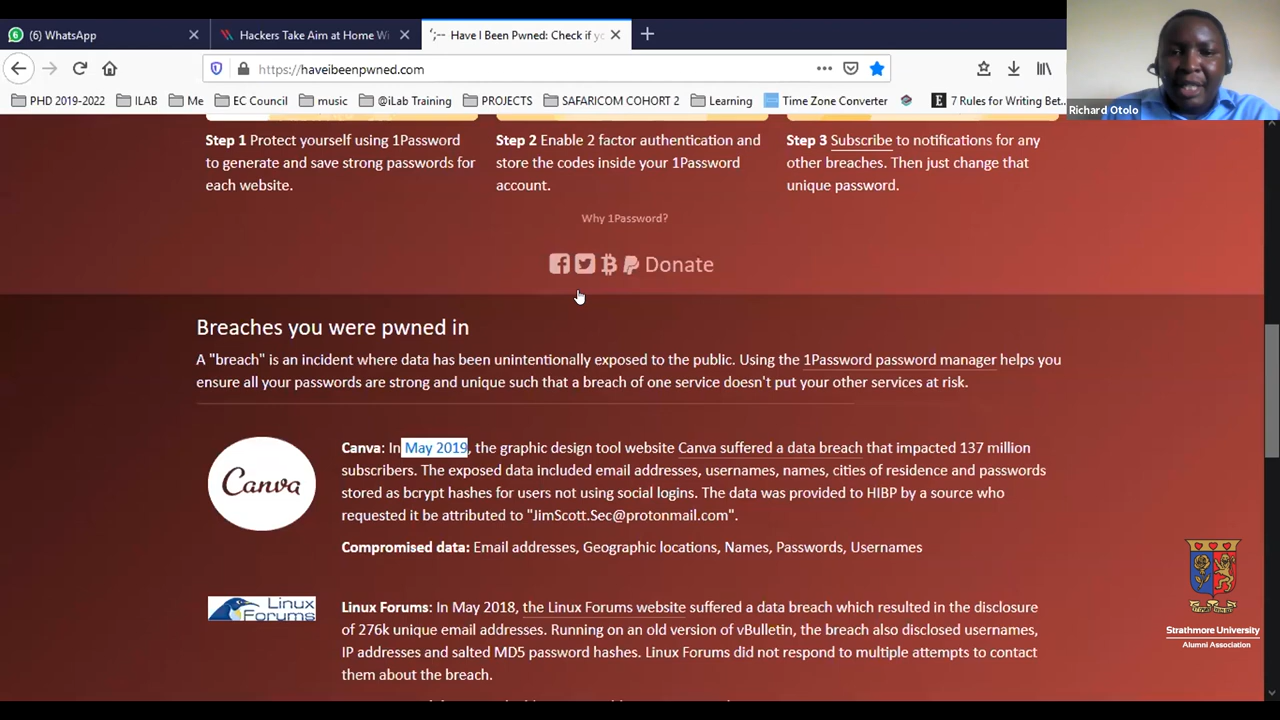 (6) WhatsApp
Hackers Take Aim at Home Wi
Have I Been Pwned: Check if yo
https://haveibeenpwned.com
PHD 2019-2022
ILAB
Me
EC Council
music
@iLab Training
PROJECTS
SAFARICOM COHORT 2
Learning
Time Zone Converter
7 Rules for Writing Bet...
Richard Otolo
Step 1 Protect yourself using 1Password
to generate and save strong passwords for
each website.
Step 2 Enable 2 factor authentication and
store the codes inside your 1Password
account.
Step 3 Subscribe to notifications for any
other breaches. Then just change that
unique password.
Why 1Password?
Donate
Breaches you were pwned in
A "breach" is an incident where data has been unintentionally exposed to the public. Using the 1Password password manager helps you
ensure all your passwords are strong and unique such that a breach of one service doesn't put your other services at risk.
Canva
Canva: In May 2019, the graphic design tool website Canva suffered a data breach that impacted 137 million
subscribers. The exposed data included email addresses, usernames, names, cities of residence and passwords
stored as bcrypt hashes for users not using social logins. The data was provided to HIBP by a source who
requested it be attributed to "JimScott.Sec@protonmail.com".
Compromised data: Email addresses, Geographic locations, Names, Passwords, Usernames
Linux
Forums
Linux Forums: In May 2018, the Linux Forums website suffered a data breach which resulted in the disclosure
of 276k unique email addresses. Running on an old version of vBulletin, the breach also disclosed usernames,
IP addresses and salted MD5 password hashes. Linux Forums did not respond to multiple attempts to contact
them about the breach.
Strathmore University
Alumni Association